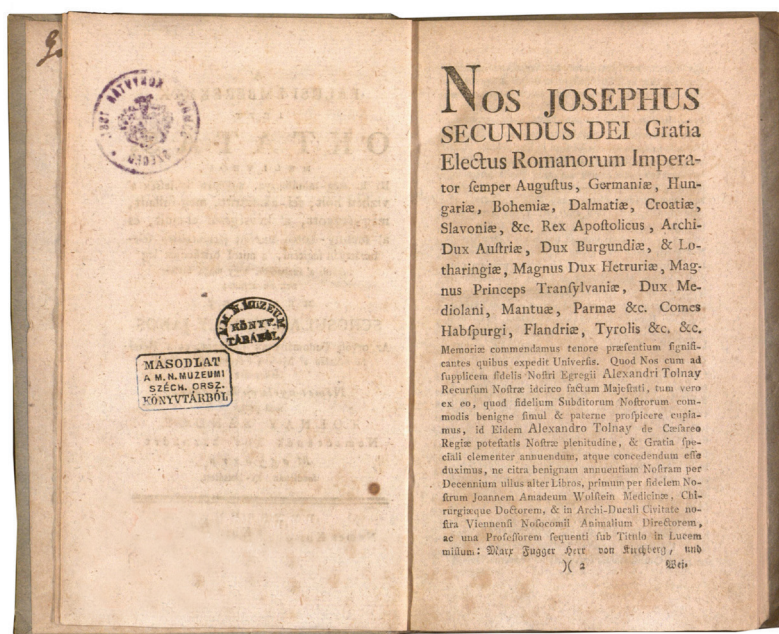 A M. N. MUZEUM
KÖNYV-
TÁRÁBÓL
MÁSODLAT
A M. N. MUZEUMI
SZÉCH. ORSZ.
KÖNYVTÁRBÓL
NOS JOSEPHUS
SECUNDUS DEI Gratia
Electus Romanorum Impera-
tor ſemper Auguſtus, Germaniæ, Hun-
gariæ, Bohemiæ, Dalmatiæ, Croatiæ,
Slavoniæ, &c. Rex Apoſtolicus, Archi-
Dux Auſtriæ, Dux Burgundiæ, & Lo-
tharingiæ, Magnus Dux Hetruriæ, Mag-
nus Princeps Tranſylvaniæ, Dux Me-
diolani, Mantuæ, Parmæ &c. Comes
Habſpurgi, Flandriæ, Tyrolis &c. &c.
Memoriæ commendamus tenore præſentium ſignifi-
cantes quibus expedit Univerſis. Quod Nos cum ad
ſupplicem fidelis Noſtri Egregii Alexandri Tolnay
Recurſum Noſtræ idcirco factum Majeſtati, tum vero
ex eo, quod fidelium Subditorum Noſtrorum com-
modis benigne ſimul & paterne proſpicere cupia-
mus, id Eidem Alexandro Tolnay de Cæſareo
Regiæ poteſtatis Noſtræ plenitudine, & Gratia ſpe-
ciali clementer annuendum, atque concedendum eſſe
duximus, ne citra benignam annuentiam Noſtram per
Decennium ullus alter Libros, primum per fidelem No-
ſtrum Joannem Amadeum Wolſtein Medicinæ, Chi-
rurgiæque Doctorem, & in Archi-Ducali Civitate no-
ſtra Viennenſi Noſocomii Animalium Directorem,
ac una Profeſſorem ſequenti ſub Titulo in Lucem
miſſum: Marx Fugger Herr von Kirchberg, und
)( 2 Wei-